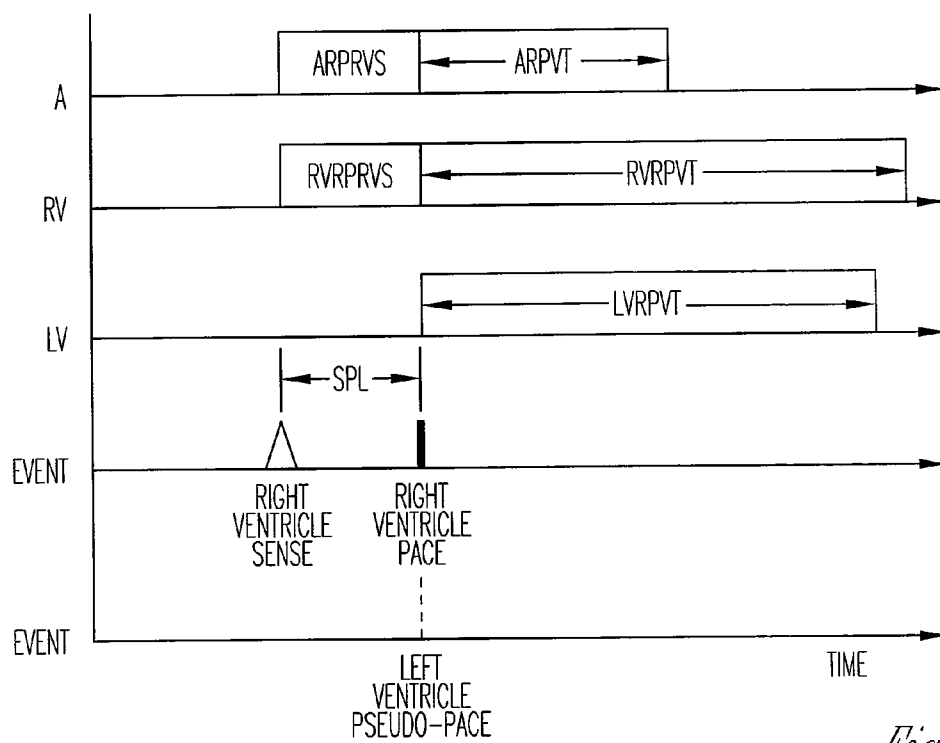 ARPRVS
ARPVT
A
RVRPRVS
RVRPVT
RV
LVRPVT
LV
SPL
EVENT
RIGHT
VENTRICLE
SENSE
RIGHT
VENTRICLE
PACE
EVENT
TIME
LEFT
VENTRICLE
PSEUDO-PACE